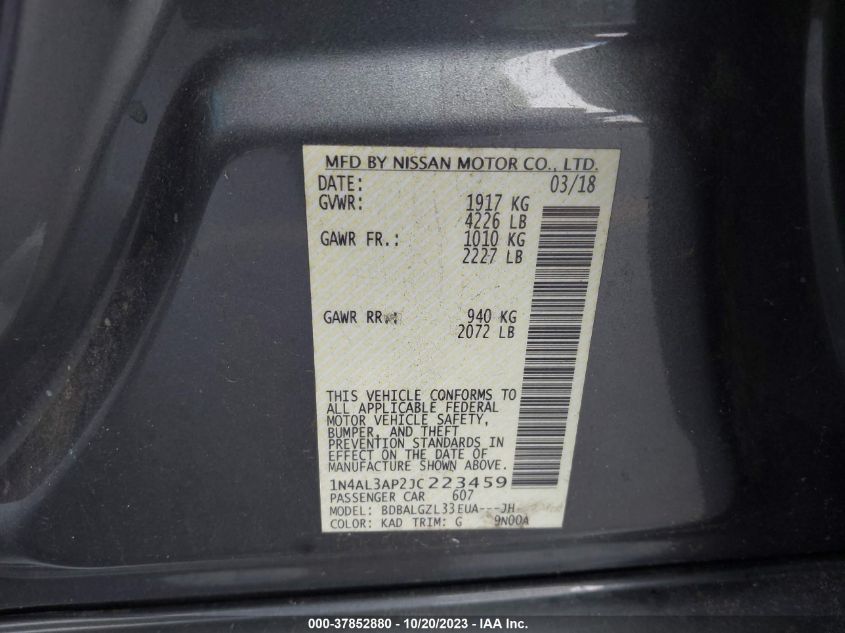 MFD BY NISSAN MOTOR CO., LTD.
DATE: 03/18
GVWR: 1917 KG
4226 LB
GAWR FR.: 1010 KG
2227 LB
GAWR RR.: 940 KG
2072 LB
THIS VEHICLE CONFORMS TO
ALL APPLICABLE FEDERAL
MOTOR VEHICLE SAFETY,
BUMPER, AND THEFT
PREVENTION STANDARDS IN
EFFECT ON THE DATE OF
MANUFACTURE SHOWN ABOVE.
1N4AL3AP2JC223459
PASSENGER CAR 607
MODEL: BDBALGZL33EUA---JH
COLOR: KAD TRIM: G 9N00A
000-37852880 - 10/20/2023 - IAA Inc.